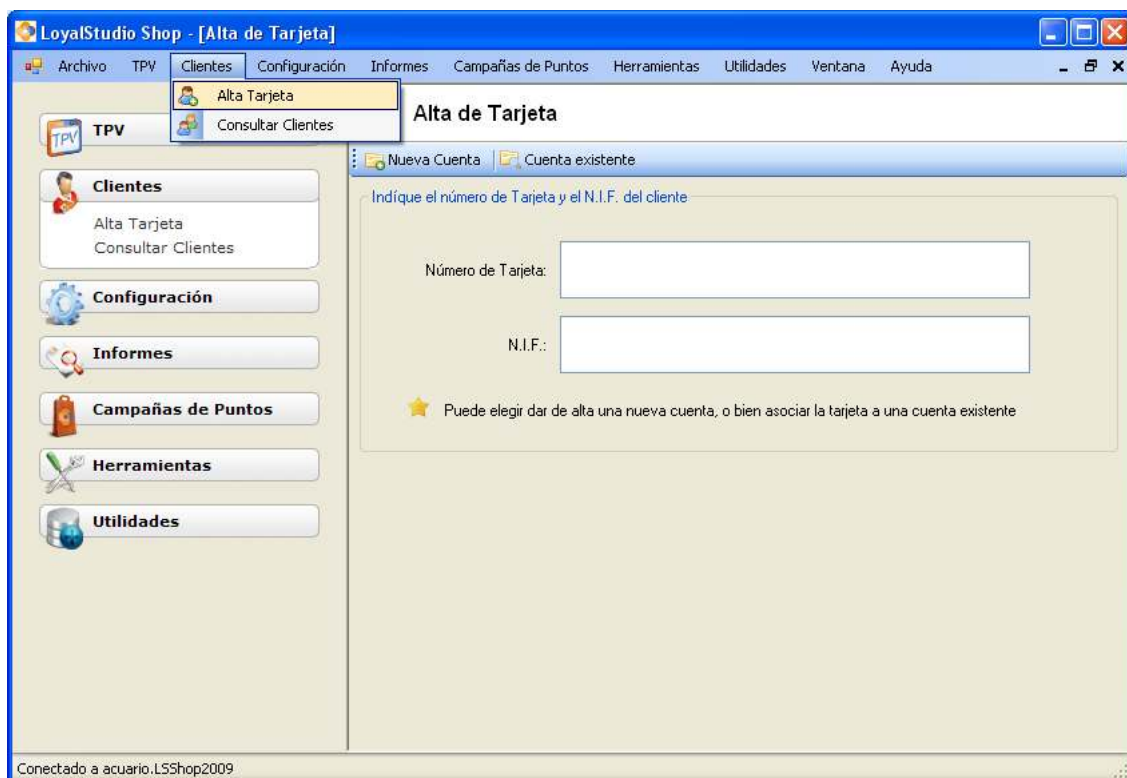 LoyalStudio Shop - [Alta de Tarjeta]
Archivo TPV Clientes Configuración Informes Campañas de Puntos Herramientas Utilidades Ventana Ayuda
Alta Tarjeta
Consultar Clientes
TPV
TPV
Clientes
Alta Tarjeta
Consultar Clientes
Configuración
Informes
Campañas de Puntos
Herramientas
Utilidades
Alta de Tarjeta
Nueva Cuenta Cuenta existente
Indíque el número de Tarjeta y el N.I.F. del cliente
Número de Tarjeta:
N.I.F.:
Puede elegir dar de alta una nueva cuenta, o bien asociar la tarjeta a una cuenta existente
Conectado a acuario.LSShop2009